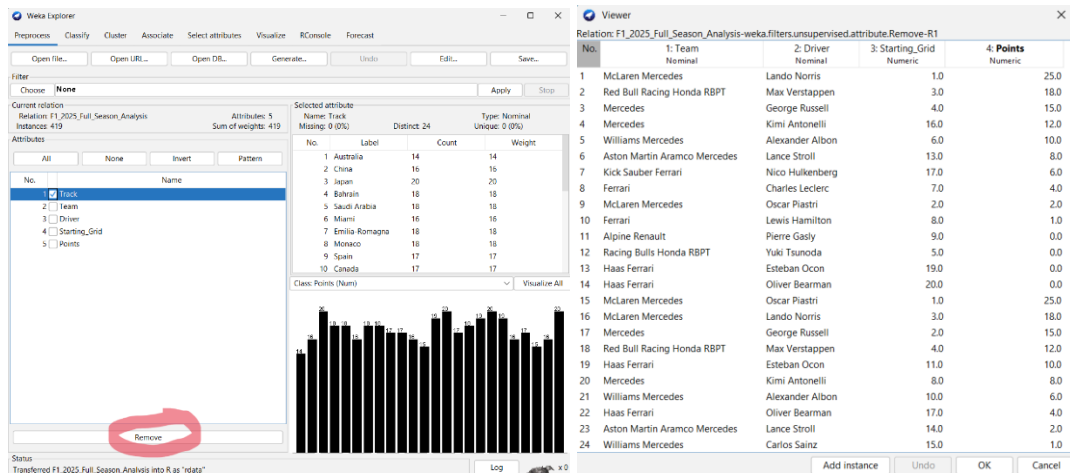 Weka Explorer
Preprocess Classify Cluster Associate Select attributes Visualize RConsole Forecast
Open file... Open URL... Open DB... Generate... Undo Edit... Save...
Filter
Choose None Apply Stop
Current relation
Relation: F1_2025_Full_Season_Analysis Attributes: 5
Instances: 419 Sum of weights: 419
Attributes
All None Invert Pattern
No. Name
1 Track
2 Team
3 Driver
4 Starting_Grid
5 Points
Remove
Status
Transferred F1_2025_Full_Season_Analysis into R as "rdata"
Log x 0
Selected attribute
Name: Track Type: Nominal
Missing: 0 (0%) Distinct: 24 Unique: 0 (0%)
No. Label Count Weight
1 Australia 14 14
2 China 16 16
3 Japan 20 20
4 Bahrain 18 18
5 Saudi Arabia 18 18
6 Miami 16 16
7 Emilia-Romagna 18 18
8 Monaco 18 18
9 Spain 17 17
10 Canada 17 17
Class: Points (Num) Visualize All
Viewer
Relation: F1_2025_Full_Season_Analysis-weka.filters.unsupervised.attribute.Remove-R1
No. 1: Team 2: Driver 3: Starting_Grid 4: Points
Nominal Nominal Numeric Numeric
1 McLaren Mercedes Lando Norris 1.0 25.0
2 Red Bull Racing Honda RBPT Max Verstappen 3.0 18.0
3 Mercedes George Russell 4.0 15.0
4 Mercedes Kimi Antonelli 16.0 12.0
5 Williams Mercedes Alexander Albon 6.0 10.0
6 Aston Martin Aramco Mercedes Lance Stroll 13.0 8.0
7 Kick Sauber Ferrari Nico Hulkenberg 17.0 6.0
8 Ferrari Charles Leclerc 7.0 4.0
9 McLaren Mercedes Oscar Piastri 2.0 2.0
10 Ferrari Lewis Hamilton 8.0 1.0
11 Alpine Renault Pierre Gasly 9.0 0.0
12 Racing Bulls Honda RBPT Yuki Tsunoda 5.0 0.0
13 Haas Ferrari Esteban Ocon 19.0 0.0
14 Haas Ferrari Oliver Bearman 20.0 0.0
15 McLaren Mercedes Oscar Piastri 1.0 25.0
16 McLaren Mercedes Lando Norris 3.0 18.0
17 Mercedes George Russell 2.0 15.0
18 Red Bull Racing Honda RBPT Max Verstappen 4.0 12.0
19 Haas Ferrari Esteban Ocon 11.0 10.0
20 Mercedes Kimi Antonelli 8.0 8.0
21 Williams Mercedes Alexander Albon 10.0 6.0
22 Haas Ferrari Oliver Bearman 17.0 4.0
23 Aston Martin Aramco Mercedes Lance Stroll 14.0 2.0
24 Williams Mercedes Carlos Sainz 15.0 1.0
Add instance Undo OK Cancel